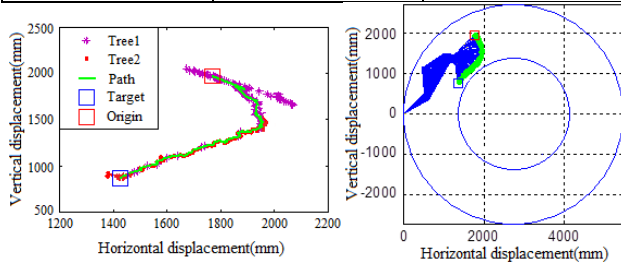 Vertical displacement(mm)
2500
2000
1500
1000
500
Tree1
Tree2
Path
Target
Origin
1200
1400
1600
1800
2000
2200
Horizontal displacement(mm)
Vertical displacement(mm)
2000
1000
0
-1000
-2000
0
2000
4000
Horizontal displacement(mm)